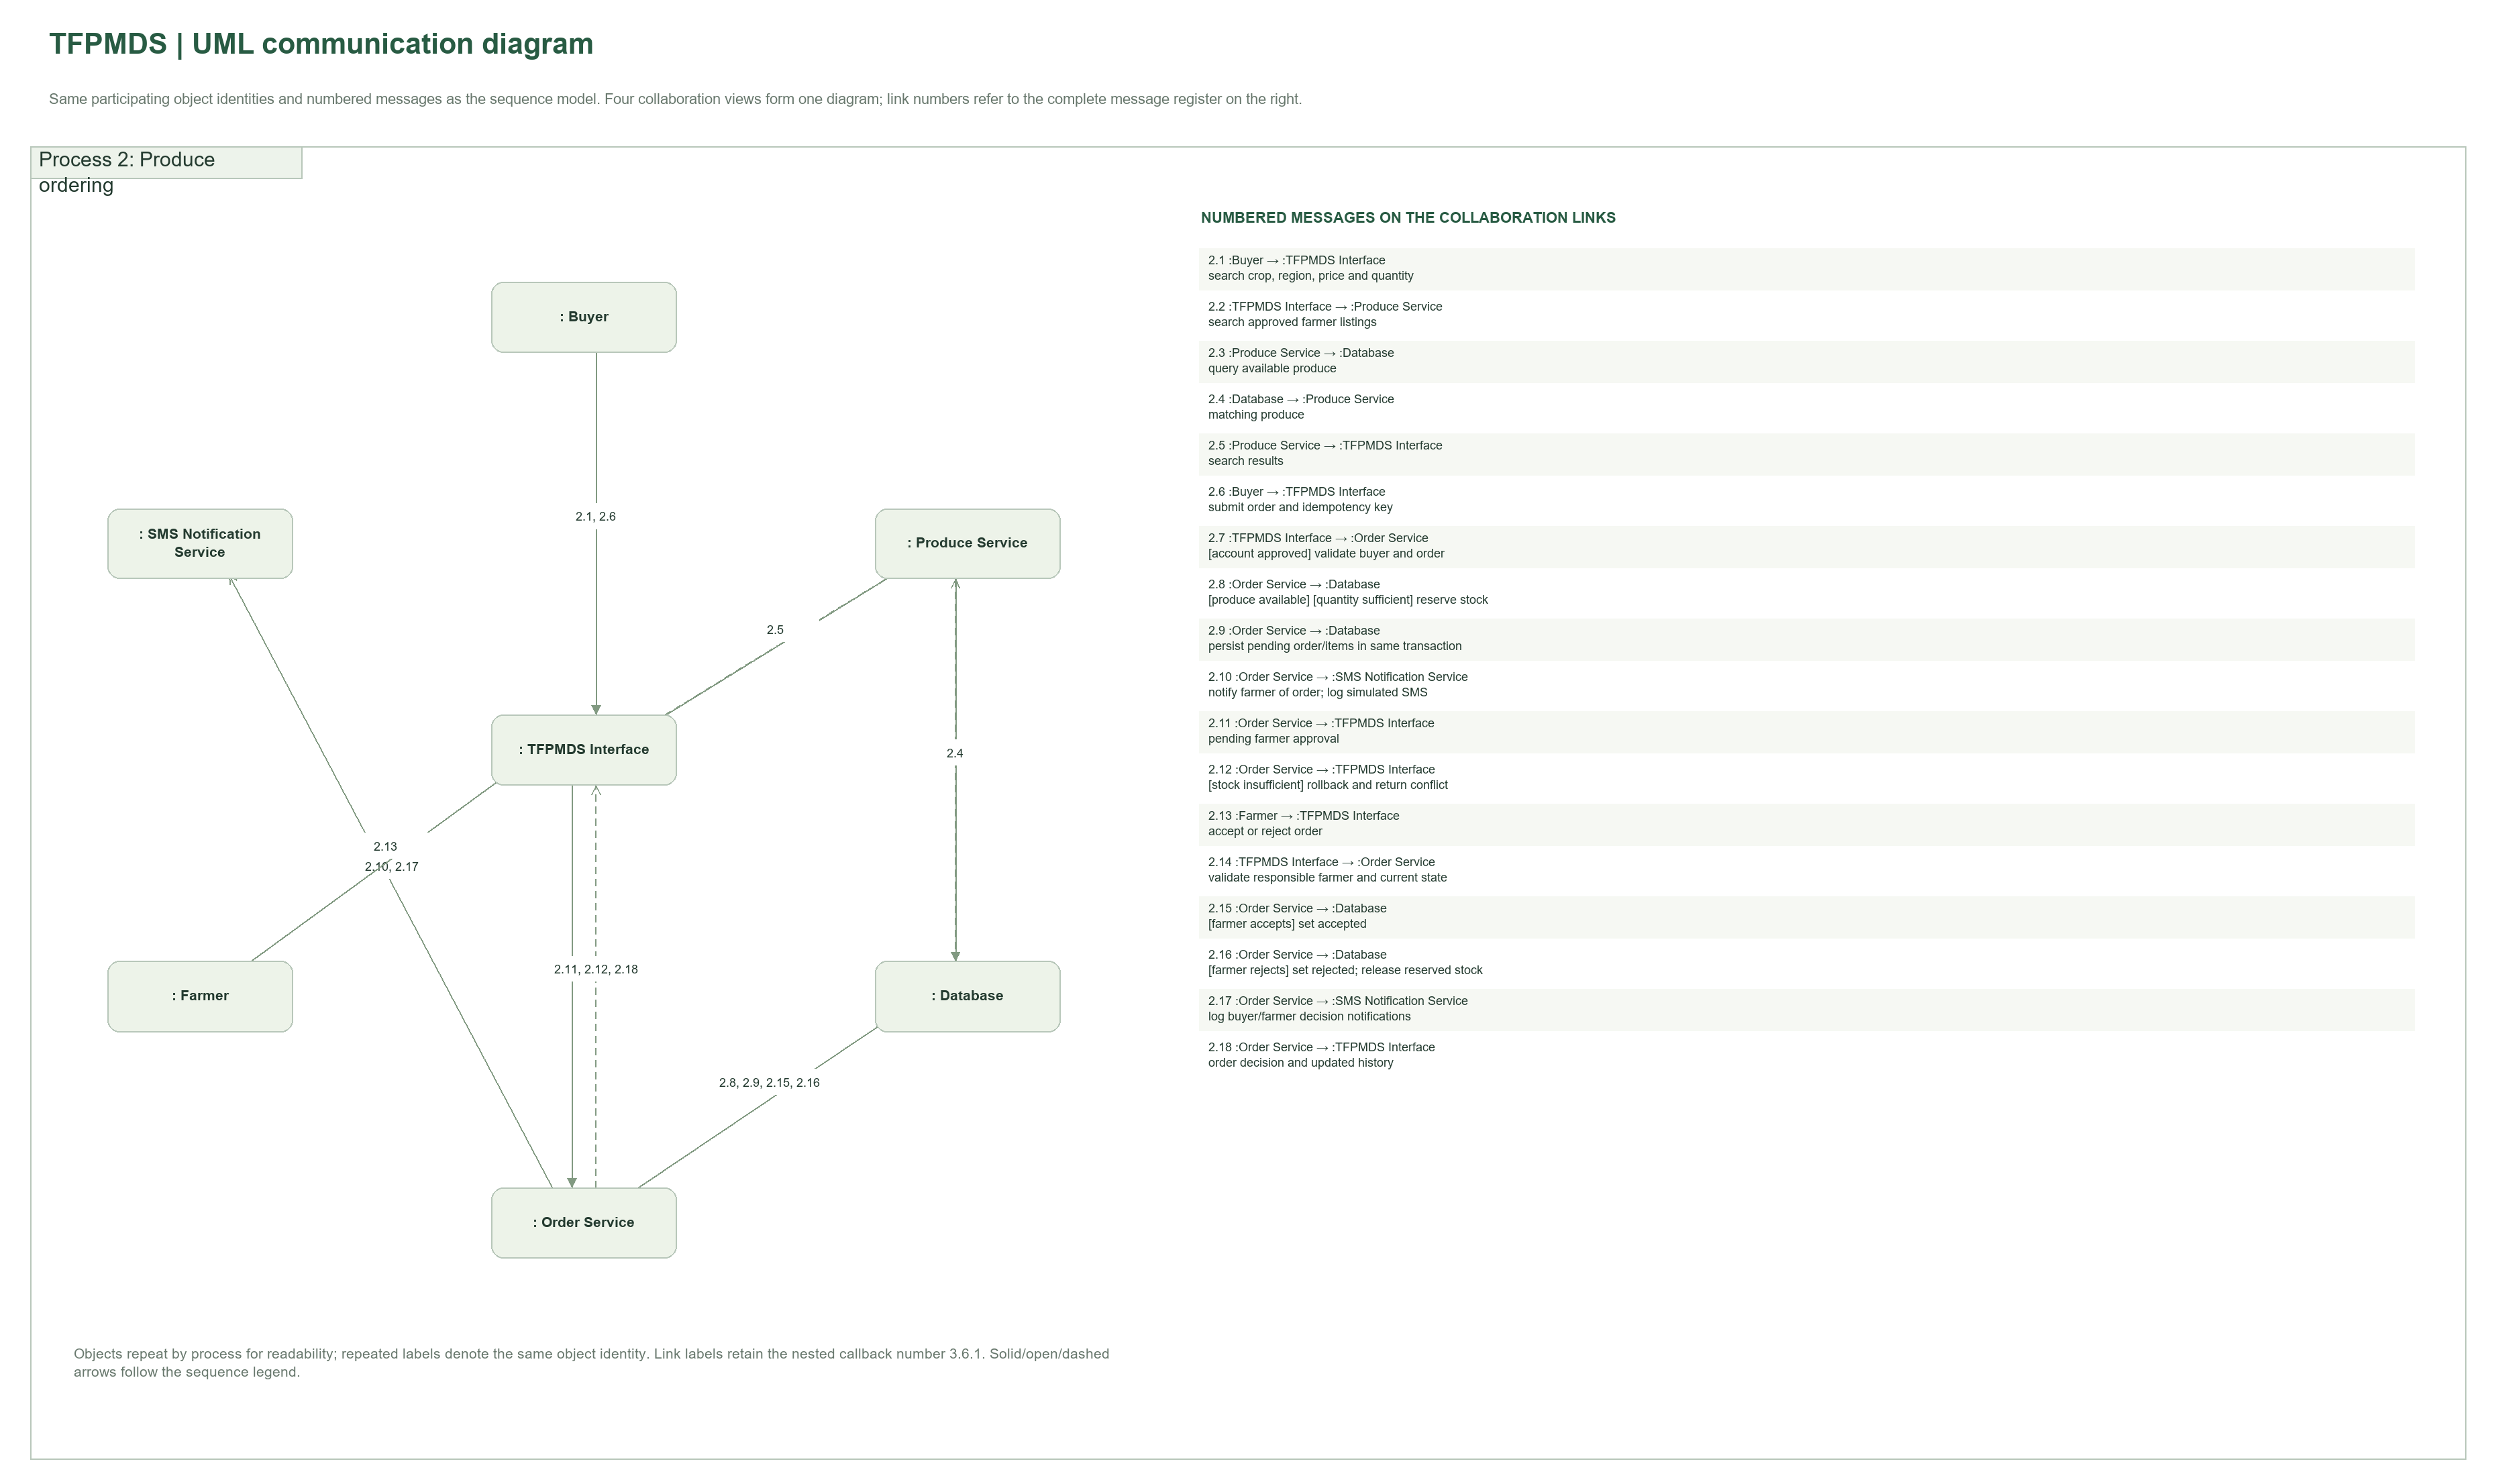 TFPMDS | UML communication diagram
Same participating object identities and numbered messages as the sequence model. Four collaboration views form one diagram; link numbers refer to the complete message register on the right.
Process 2: Produce
ordering
: Buyer
2.1, 2.6
: SMS Notification
Service
: Produce Service
2.5
: TFPMDS Interface
2.4
2.13
2.10, 2.17
2.11, 2.12, 2.18
: Farmer
: Database
2.8, 2.9, 2.15, 2.16
: Order Service
NUMBERED MESSAGES ON THE COLLABORATION LINKS
2.1 :Buyer → :TFPMDS Interface
search crop, region, price and quantity
2.2 :TFPMDS Interface → :Produce Service
search approved farmer listings
2.3 :Produce Service → :Database
query available produce
2.4 :Database → :Produce Service
matching produce
2.5 :Produce Service → :TFPMDS Interface
search results
2.6 :Buyer → :TFPMDS Interface
submit order and idempotency key
2.7 :TFPMDS Interface → :Order Service
[account approved] validate buyer and order
2.8 :Order Service → :Database
[produce available] [quantity sufficient] reserve stock
2.9 :Order Service → :Database
persist pending order/items in same transaction
2.10 :Order Service → :SMS Notification Service
notify farmer of order; log simulated SMS
2.11 :Order Service → :TFPMDS Interface
pending farmer approval
2.12 :Order Service → :TFPMDS Interface
[stock insufficient] rollback and return conflict
2.13 :Farmer → :TFPMDS Interface
accept or reject order
2.14 :TFPMDS Interface → :Order Service
validate responsible farmer and current state
2.15 :Order Service → :Database
[farmer accepts] set accepted
2.16 :Order Service → :Database
[farmer rejects] set rejected; release reserved stock
2.17 :Order Service → :SMS Notification Service
log buyer/farmer decision notifications
2.18 :Order Service → :TFPMDS Interface
order decision and updated history
Objects repeat by process for readability; repeated labels denote the same object identity. Link labels retain the nested callback number 3.6.1. Solid/open/dashed
arrows follow the sequence legend.